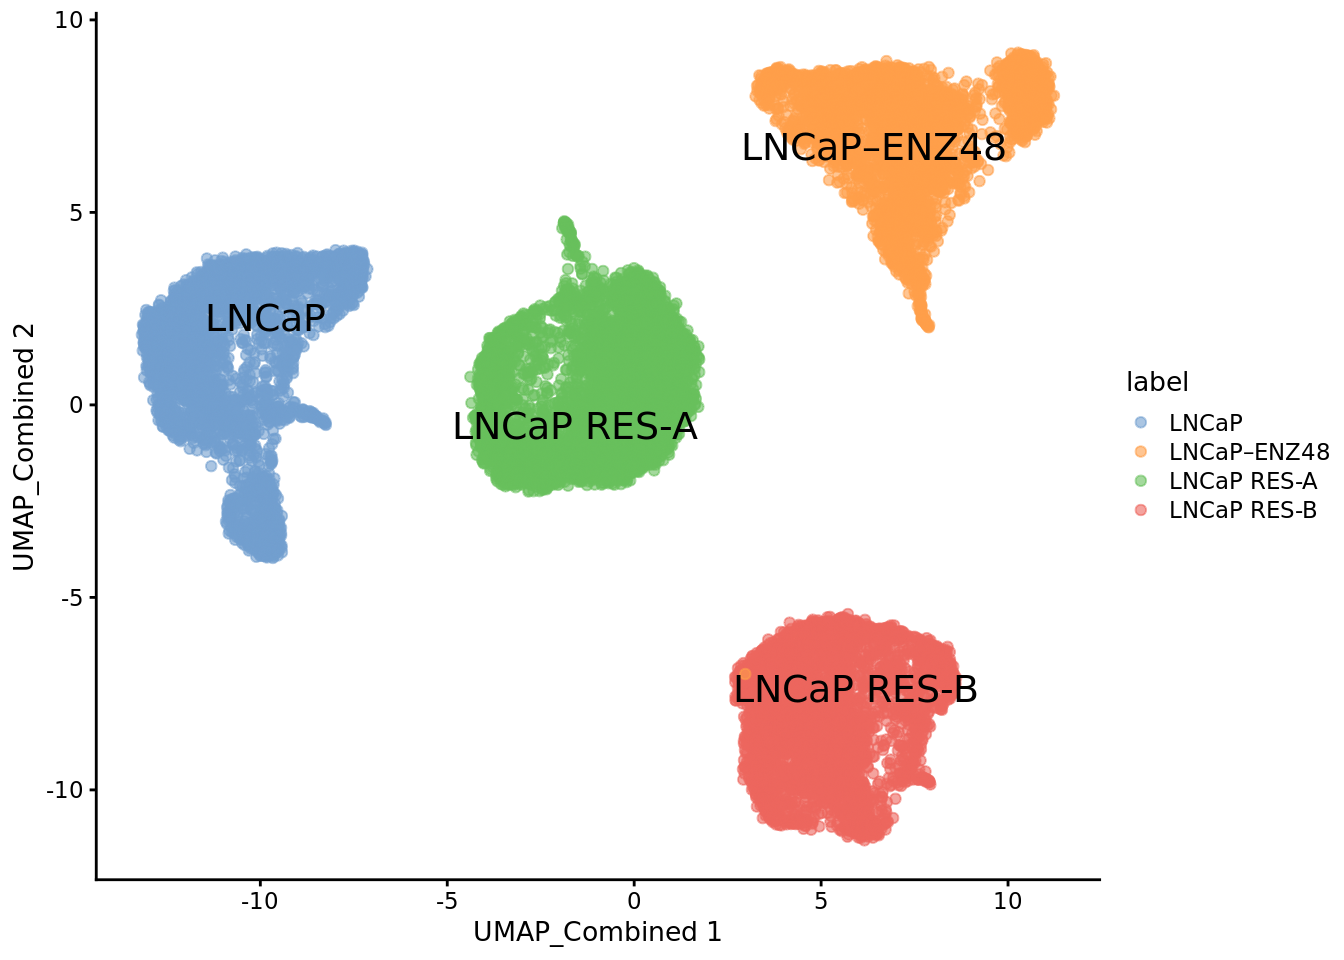 10
5
0
-5
-10
UMAP_Combined 2
LNCaP–ENZ48
LNCaP
LNCaP RES-A
LNCaP RES-B
-10
-5
0
5
10
UMAP_Combined 1
label
LNCaP
LNCaP–ENZ48
LNCaP RES-A
LNCaP RES-B